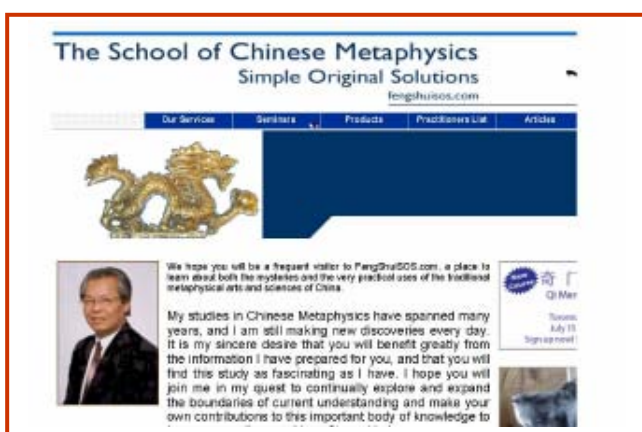 The School of Chinese Metaphysics
Simple Original Solutions
fengshuisos.com
Our Services Seminars Products Practitioners List Articles
We hope you will be a frequent visitor to FengShuiSOS.com, a place to
learn about both the mysteries and the very practical uses of the traditional
metaphysical arts and sciences of China.
My studies in Chinese Metaphysics have spanned many
years, and I am still making new discoveries every day.
It is my sincere desire that you will benefit greatly from
the information I have prepared for you, and that you will
find this study as fascinating as I have. I hope you will
join me in my quest to continually explore and expand
the boundaries of current understanding and make your
own contributions to this important body of knowledge to
New
Course
奇 门
Qi Men
July 15
Sign up now!